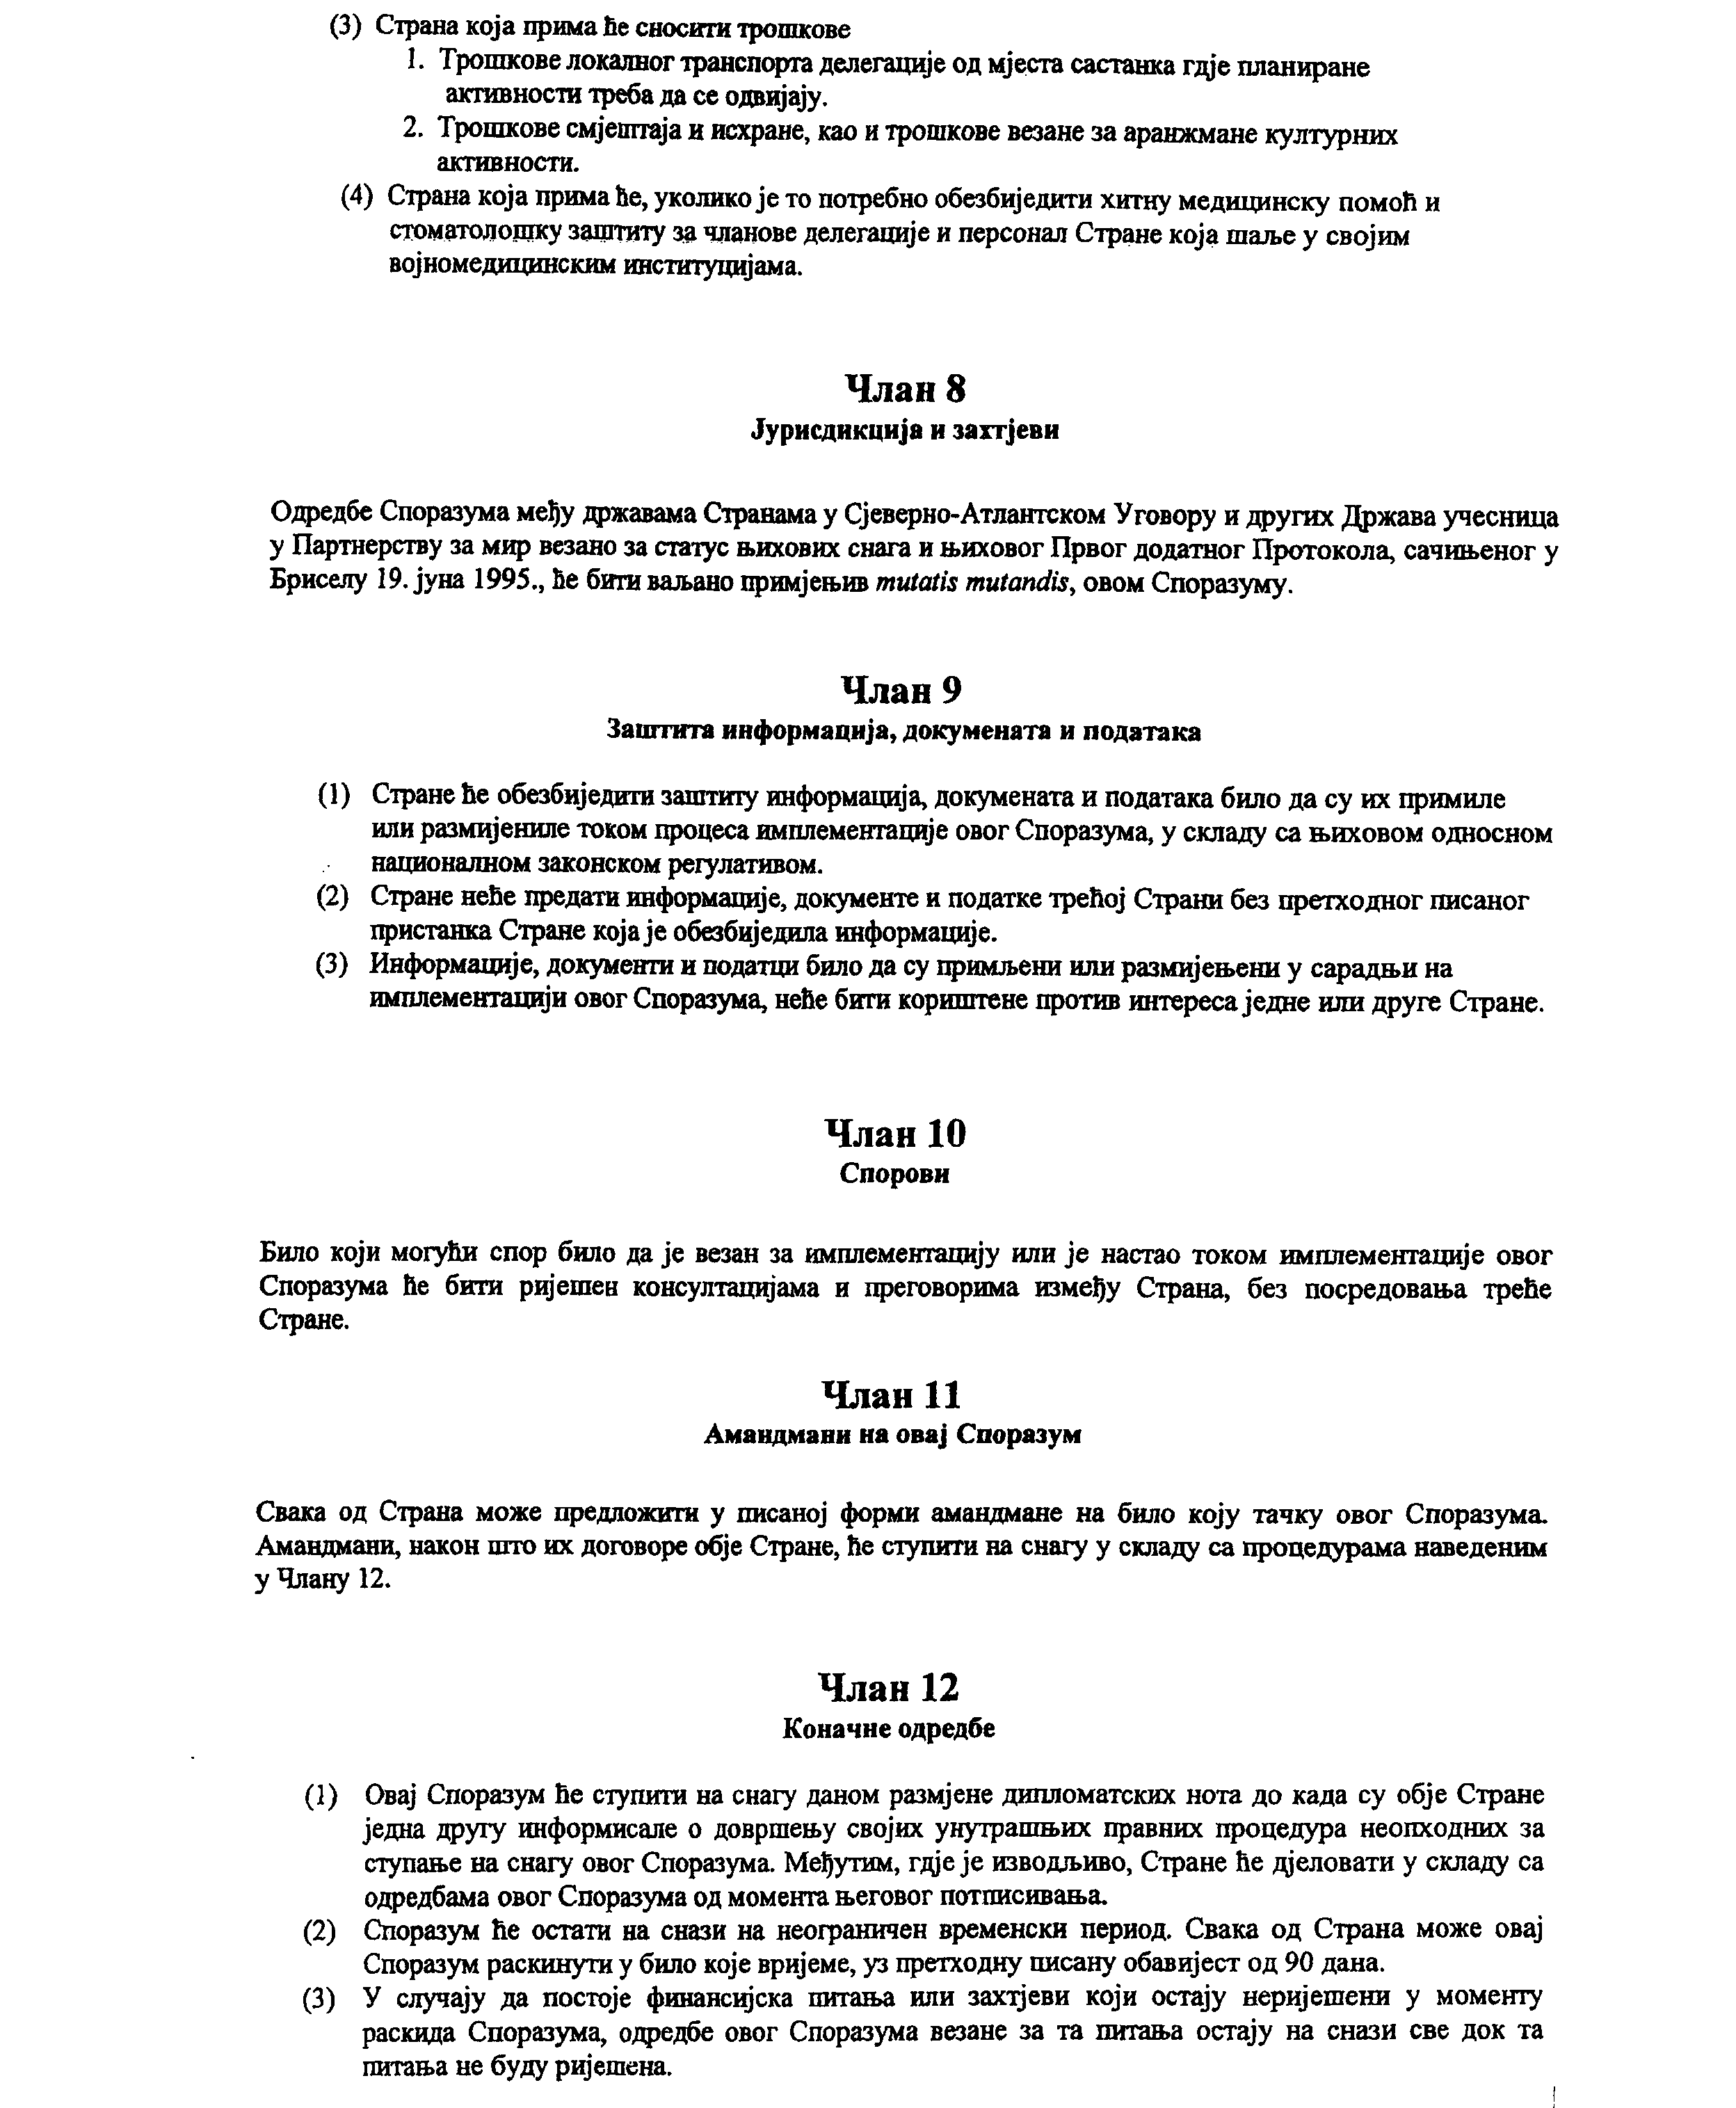 (3) Страна која прима ће сносити трошкове
1. Трошкове локалног транспорта делегације од мјеста састанка гдје планиране
активности треба да се одвијају.
2. Трошкове смјештаја и исхране, као и трошкове везане за аранжмане културних
активности.
(4) Страна која прима ће, уколико је то потребно обезбиједити хитну медицинску помоћ и
стоматолошку заштиту за чланове делегације и персонал Стране која шаље у својим
војномедицинским институцијама.
Члан 8
Јурисдикција и захтјеви
Одредбе Споразума међу државама Странама у Сјеверно-Атлантском Уговору и других Држава учесница
у Партнерству за мир везано за статус њихових снага и њиховог Првог додатног Протокола, сачињеног у
Бриселу 19. јуна 1995., ће бити ваљано примјењив mutatis mutandis, овом Споразуму.
Члан 9
Заштита информација, докумената и података
(1) Стране ће обезбиједити заштиту информација, докумената и података било да су их примиле
или размијениле током процеса имплементације овог Споразума, у складу са њиховом односном
националном законском регулативом.
(2) Стране неће предати информације, документе и податке трећој Страни без претходног писаног
пристанка Стране која је обезбиједила информације.
(3) Информације, документи и податци било да су примљени или размијењени у сарадњи на
имплементацији овог Споразума, неће бити кориштене против интереса једне или друге Стране.
Члан 10
Спорови
Било који могући спор било да је везан за имплементацију или је настао током имплементације овог
Споразума ће бити ријешен консултацијама и преговорима између Страна, без посредовања треће
Стране.
Члан 11
Амандмани на овај Споразум
Свака од Страна може предложити у писаној форми амандмане на било коју тачку овог Споразума.
Амандмани, након што их договоре обје Стране, ће ступити на снагу у складу са процедурама наведеним
у Члану 12.
Члан 12
Коначне одредбе
(1) Овај Споразум ће ступити на снагу даном размјене дипломатских нота до када су обје Стране
једна другу информисале о довршењу својих унутрашњих правних процедура неопходних за
ступање на снагу овог Споразума. Међутим, гдје је изводљиво, Стране ће дјеловати у складу са
одредбама овог Споразума од момента његовог потписивања.
(2) Споразум ће остати на снази на неограничен временски период. Свака од Страна може овај
Споразум раскинути у било које вријеме, уз претходну писану обавијест од 90 дана.
(3) У случају да постоје финансијска питања или захтјеви који остају неријешени у моменту
раскида Споразума, одредбе овог Споразума везане за та питања остају на снази све док та
питања не буду ријешена.